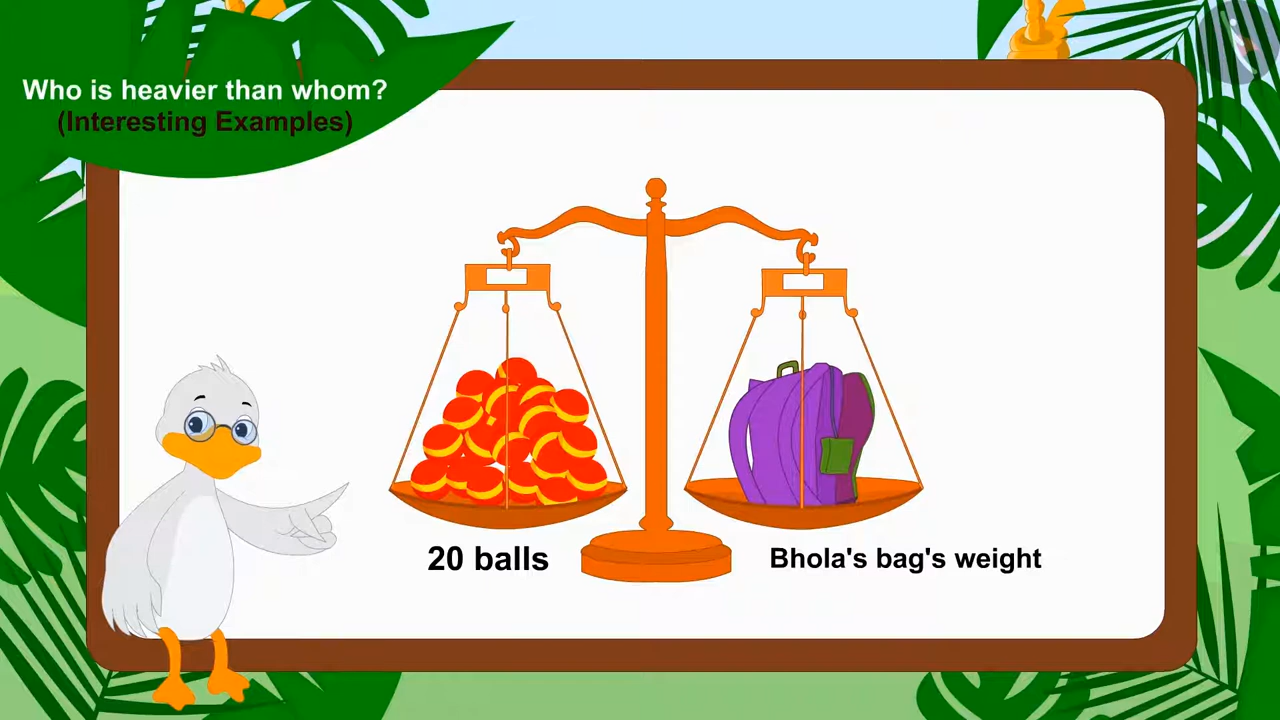 Who is heavier than whom?
(Interesting Examples)
20 balls
Bhola's bag's weight